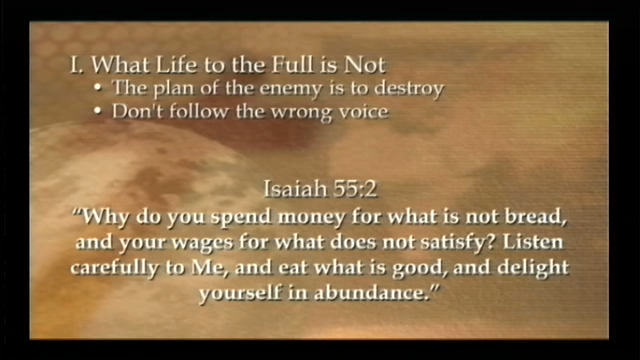 I. What Life to the Full is Not
• The plan of the enemy is to destroy
• Don't follow the wrong voice
Isaiah 55:2
“Why do you spend money for what is not bread,
and your wages for what does not satisfy? Listen
carefully to Me, and eat what is good, and delight
yourself in abundance.”